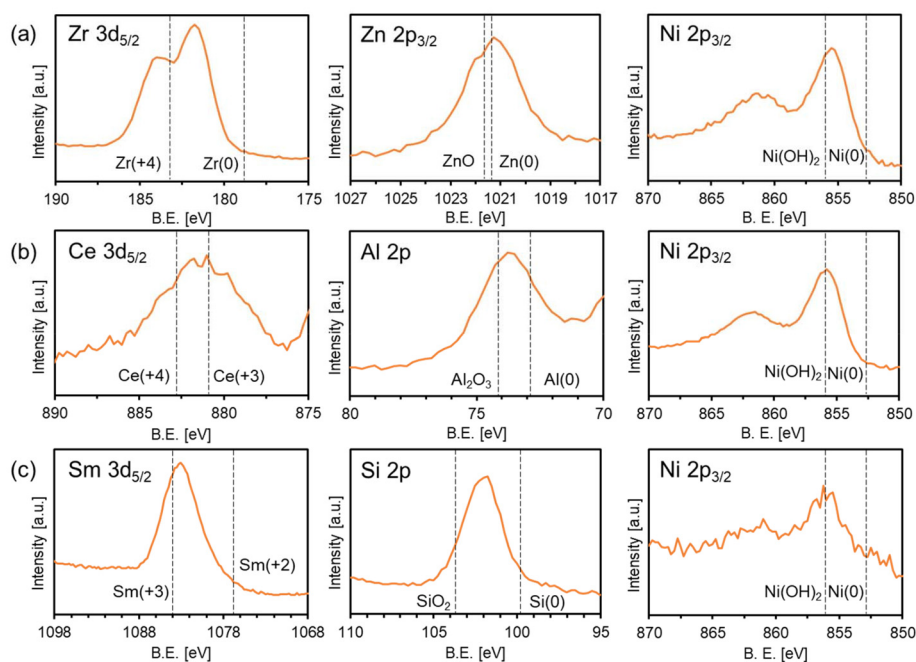 (a) Zr 3d5/2 Zn 2p3/2 Ni 2p3/2
Intensity [a.u.] Intensity [a.u.] Intensity [a.u.]
Zr(+4) Zr(0) ZnO Zn(0) Ni(OH)2 Ni(0)
190 185 180 175 1027 1025 1023 1021 1019 1017 870 865 860 855 850
B.E. [eV] B.E. [eV] B.E. [eV]
(b) Ce 3d5/2 Al 2p Ni 2p3/2
Intensity [a.u.] Intensity [a.u.] Intensity [a.u.]
Ce(+4) Ce(+3) Al2O3 Al(0) Ni(OH)2 Ni(0)
890 885 880 875 80 75 70 870 865 860 855 850
B.E. [eV] B.E. [eV] B. E. [eV]
(c) Sm 3d5/2 Si 2p Ni 2p3/2
Intensity [a.u.] Intensity [a.u.] Intensity [a.u.]
Sm(+3) Sm(+2) SiO2 Si(0) Ni(OH)2 Ni(0)
1098 1088 1078 1068 110 105 100 95 870 865 860 855 850
B.E. [eV] B.E. [eV] B. E. [eV]